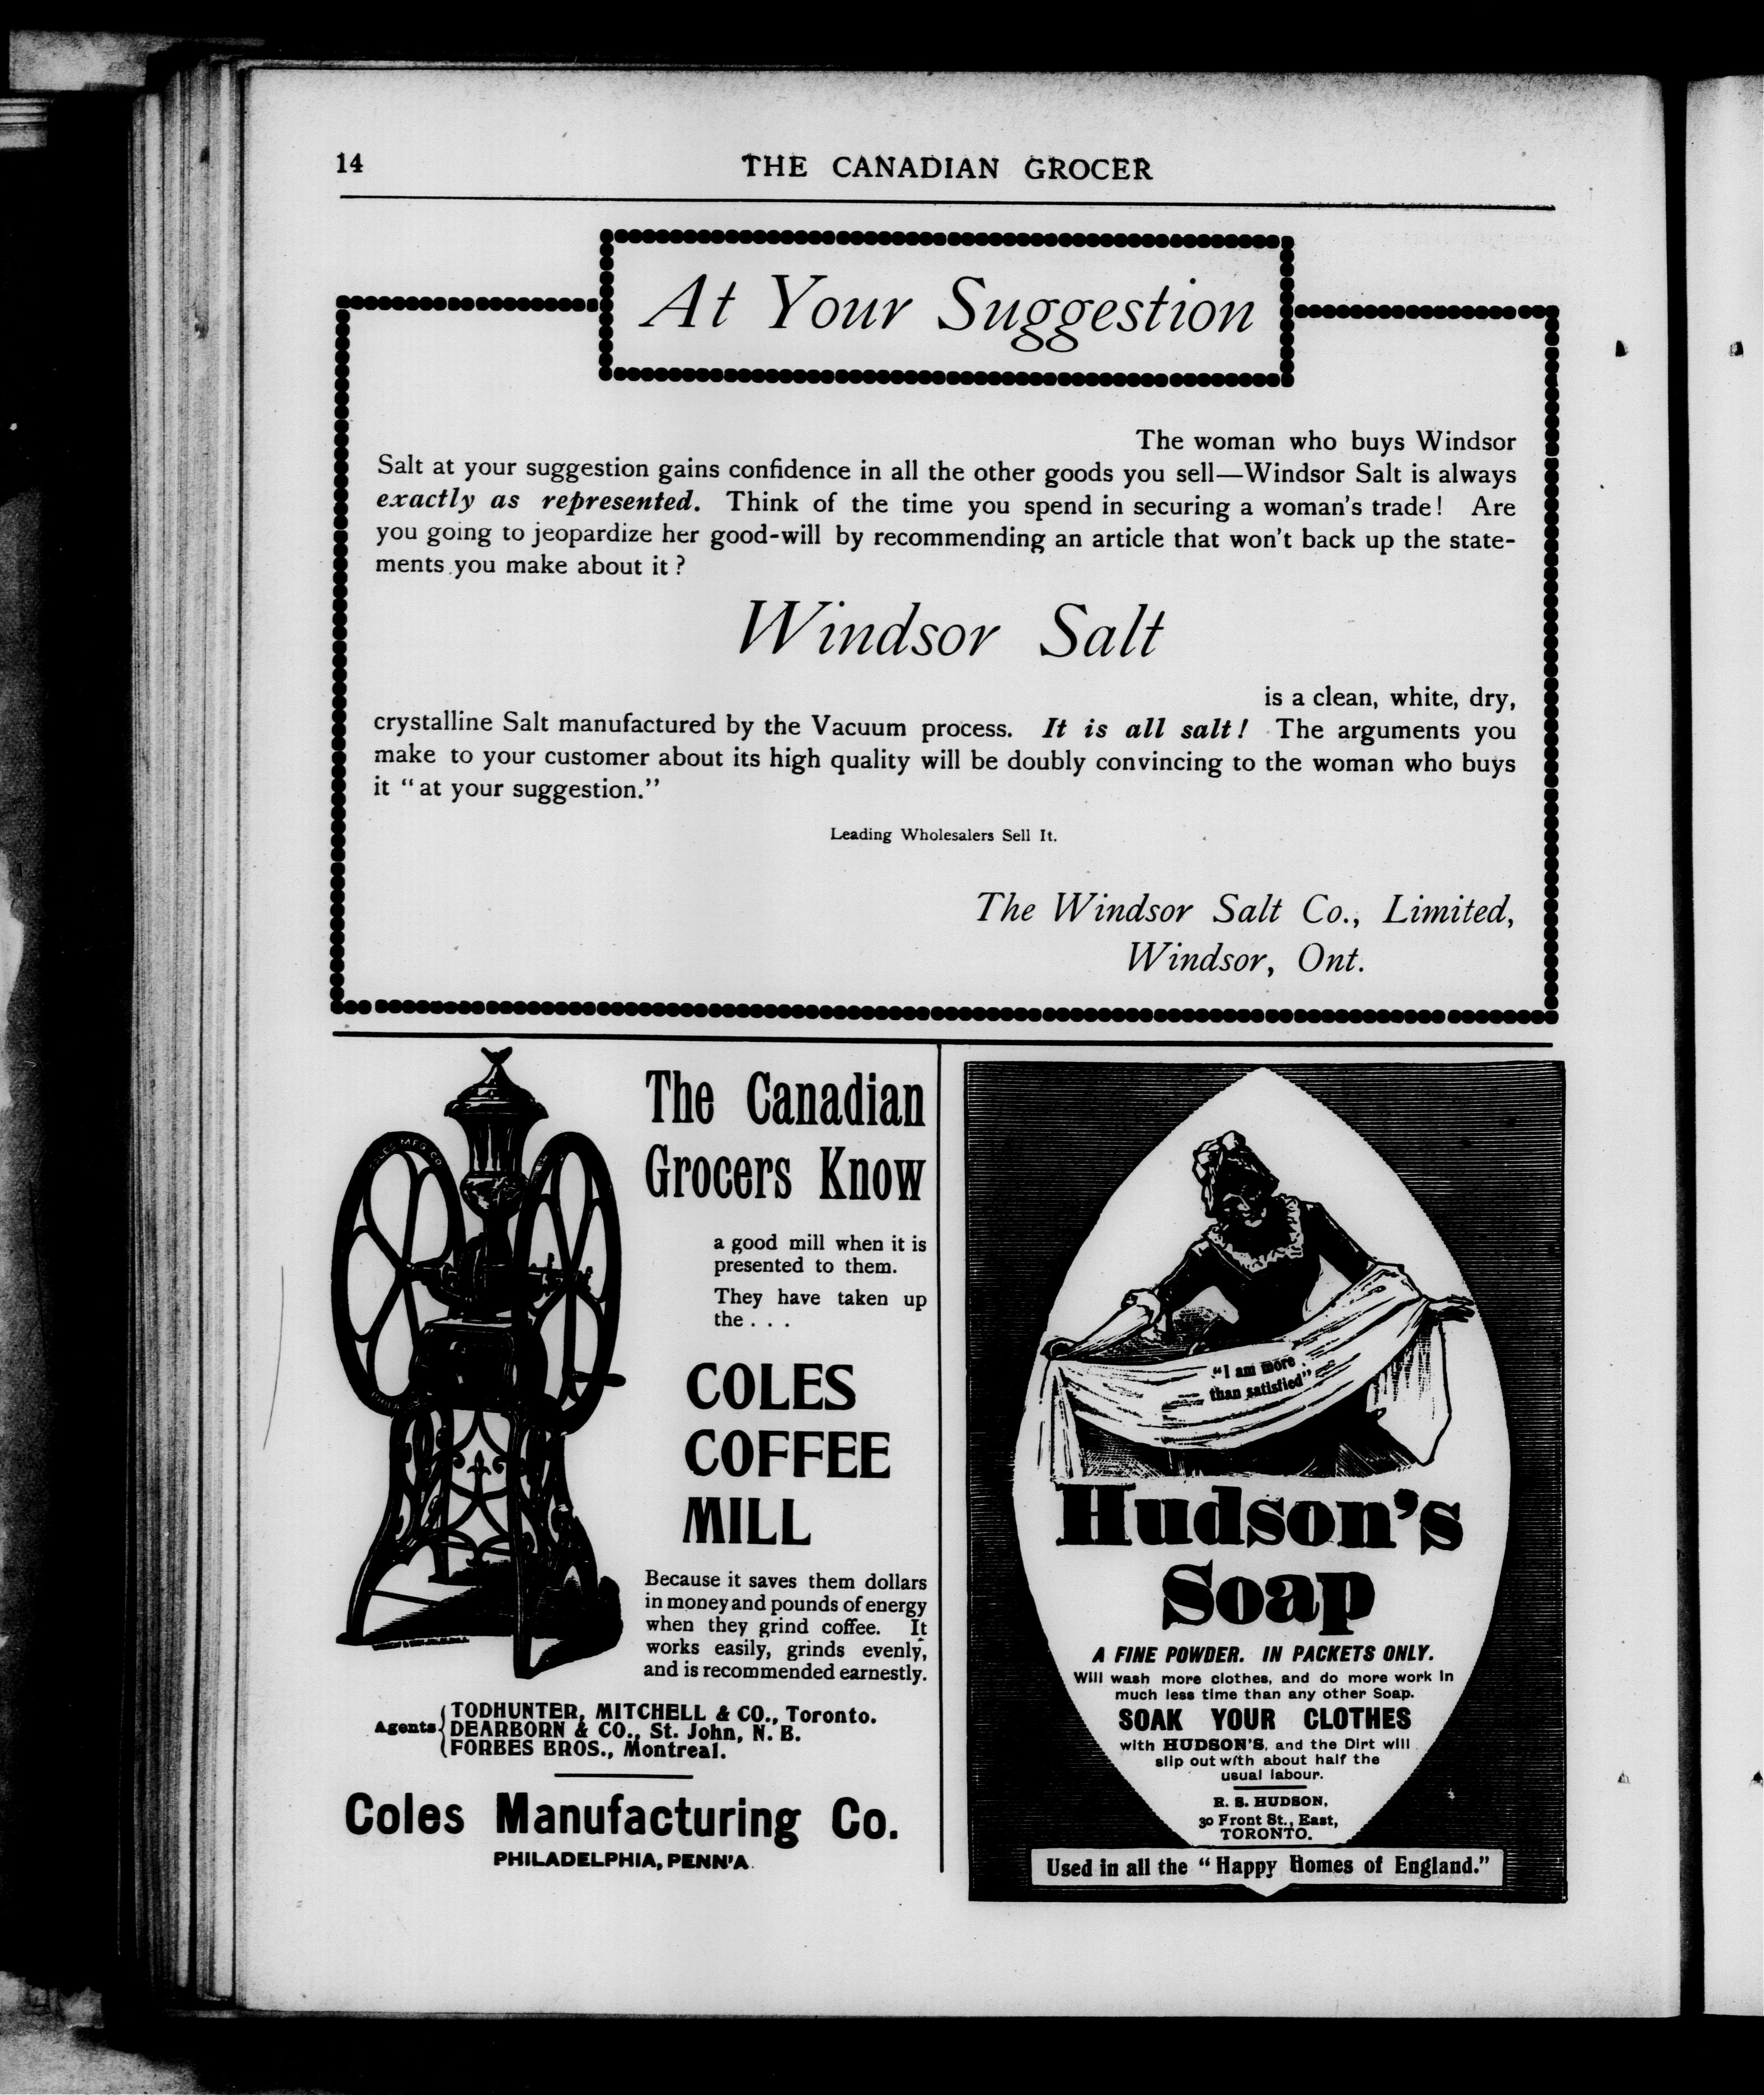 14
THE CANADIAN GROCER
At Your Suggestion
The woman who buys Windsor
Salt at your suggestion gains confidence in all the other goods you sell—Windsor Salt is always
exactly as represented. Think of the time you spend in securing a woman's trade! Are
you going to jeopardize her good-will by recommending an article that won't back up the state-
ments you make about it?
Windsor Salt
is a clean, white, dry,
crystalline Salt manufactured by the Vacuum process. It is all salt! The arguments you
make to your customer about its high quality will be doubly convincing to the woman who buys
it "at your suggestion."
Leading Wholesalers Sell It.
The Windsor Salt Co., Limited,
Windsor, Ont.
COLES MFG CO
The Canadian
Grocers Know
a good mill when it is
presented to them.
They have taken up
the . . .
COLES
COFFEE
MILL
Because it saves them dollars
in money and pounds of energy
when they grind coffee. It
works easily, grinds evenly,
and is recommended earnestly.
Agents
TODHUNTER, MITCHELL & CO., Toronto.
DEARBORN & CO., St. John, N. B.
FORBES BROS., Montreal.
Coles Manufacturing Co.
PHILADELPHIA, PENN'A.
"I am more
than satisfied"
Hudson's
Soap
A FINE POWDER. IN PACKETS ONLY.
Will wash more clothes, and do more work in
much less time than any other Soap.
SOAK YOUR CLOTHES
with HUDSON'S, and the Dirt will
slip out with about half the
usual labour.
R. S. HUDSON,
30 Front St., East,
TORONTO.
Used in all the "Happy Homes of England."